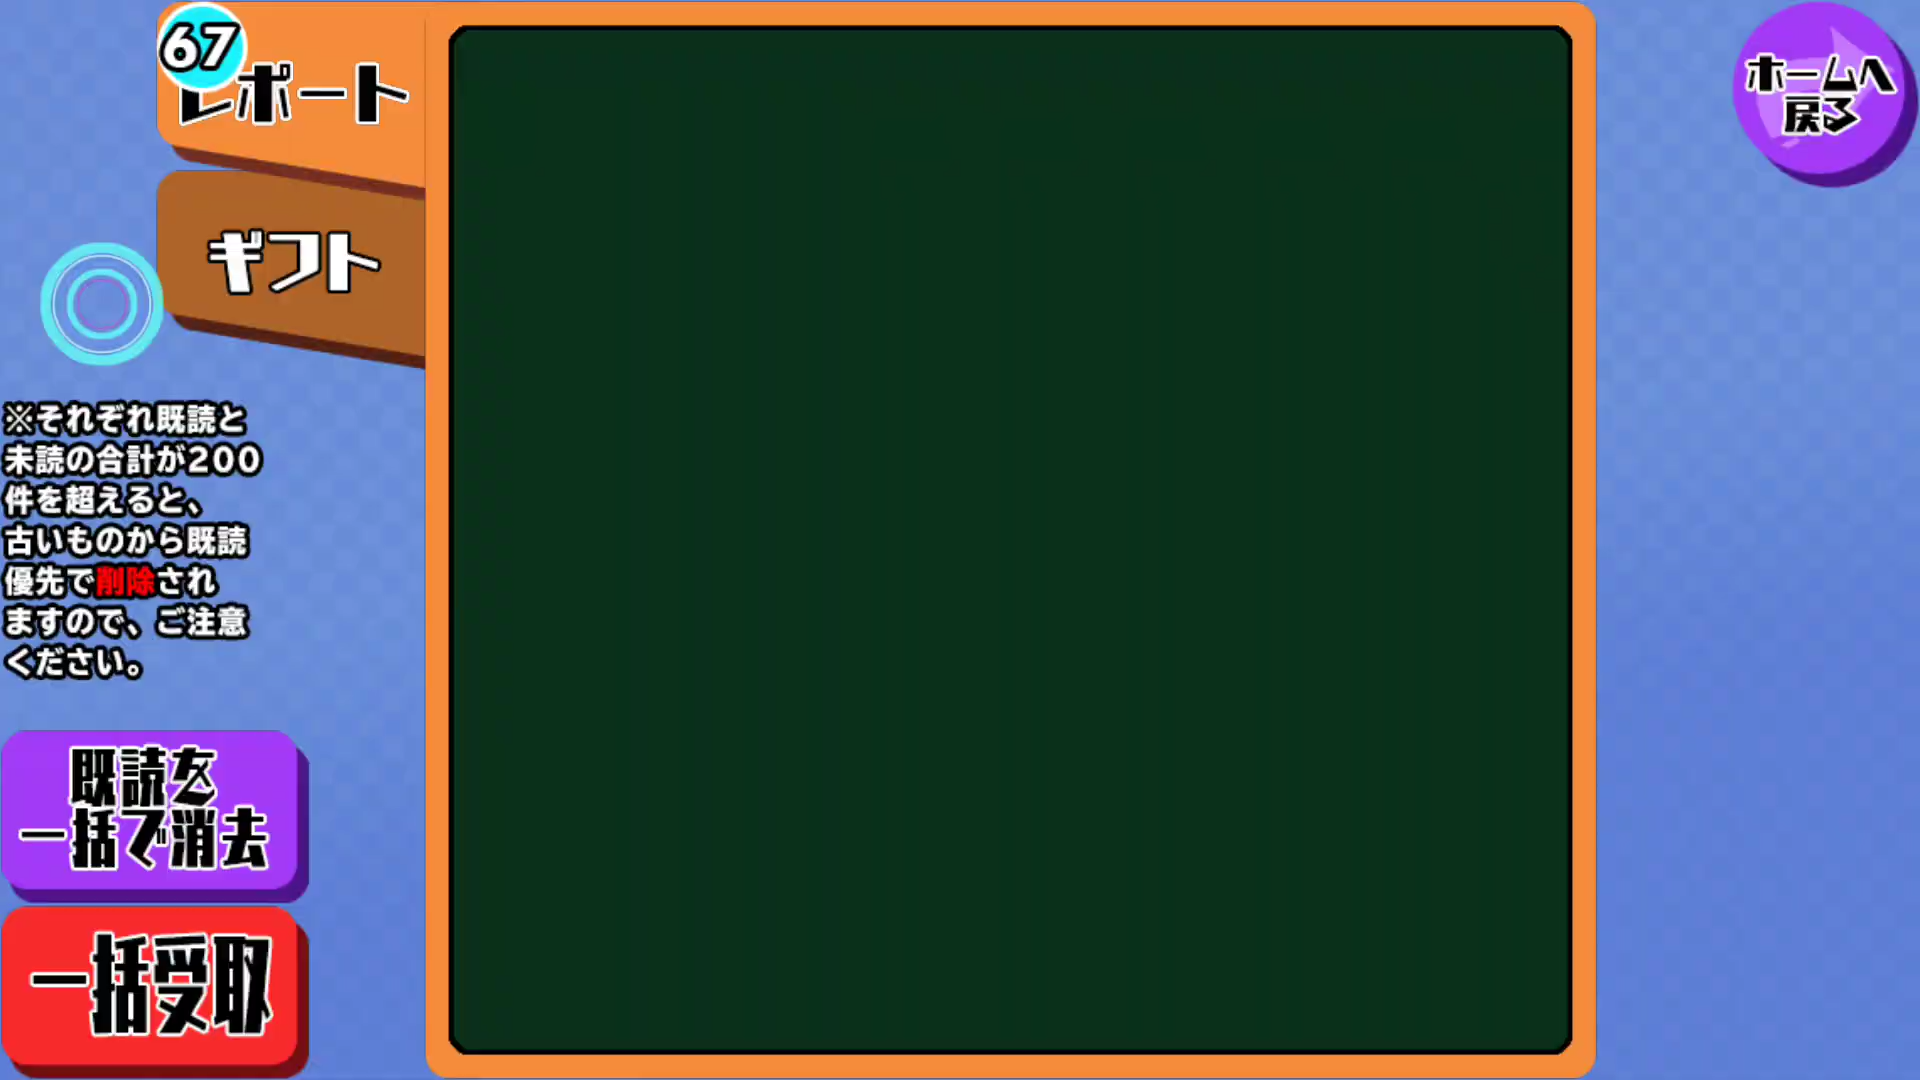 67
レポート
ギフト
ホームへ
戻る
※それぞれ既読と
未読の合計が200
件を超えると、
古いものから既読
優先で削除され
ますので、ご注意
ください。
既読を
一括で消去
一括受取